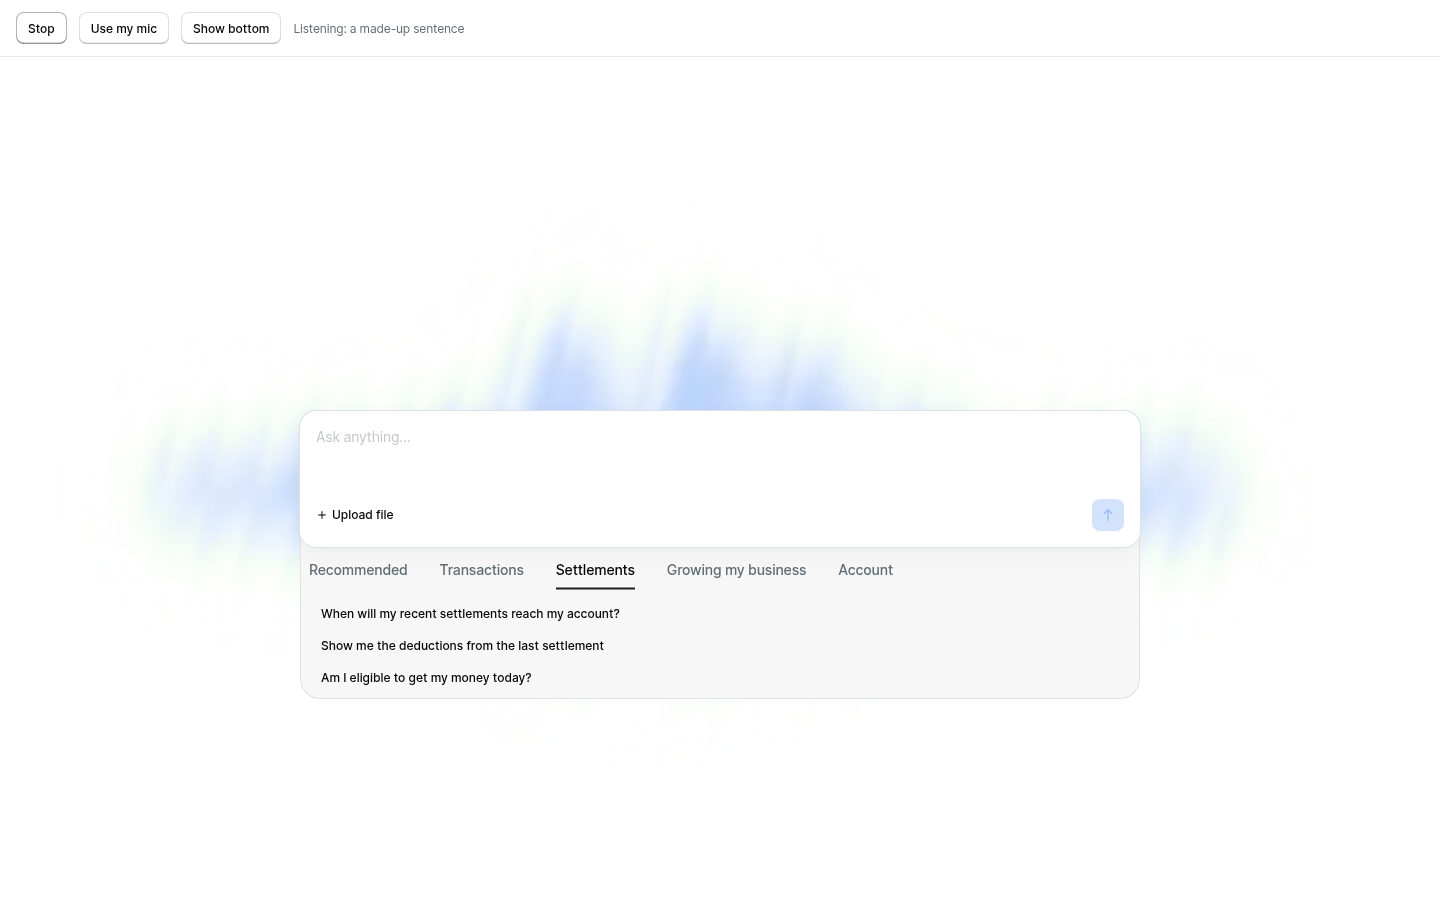 Stop
Use my mic
Show bottom
Listening: a made-up sentence
Ask anything...
Upload file
Recommended
Transactions
Settlements
Growing my business
Account
When will my recent settlements reach my account?
Show me the deductions from the last settlement
Am I eligible to get my money today?